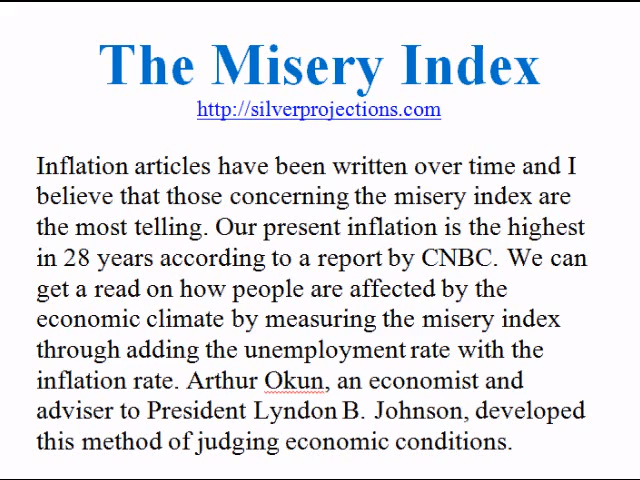 The Misery Index
http://silverprojections.com
Inflation articles have been written over time and I
believe that those concerning the misery index are
the most telling. Our present inflation is the highest
in 28 years according to a report by CNBC. We can
get a read on how people are affected by the
economic climate by measuring the misery index
through adding the unemployment rate with the
inflation rate. Arthur Okun, an economist and
adviser to President Lyndon B. Johnson, developed
this method of judging economic conditions.